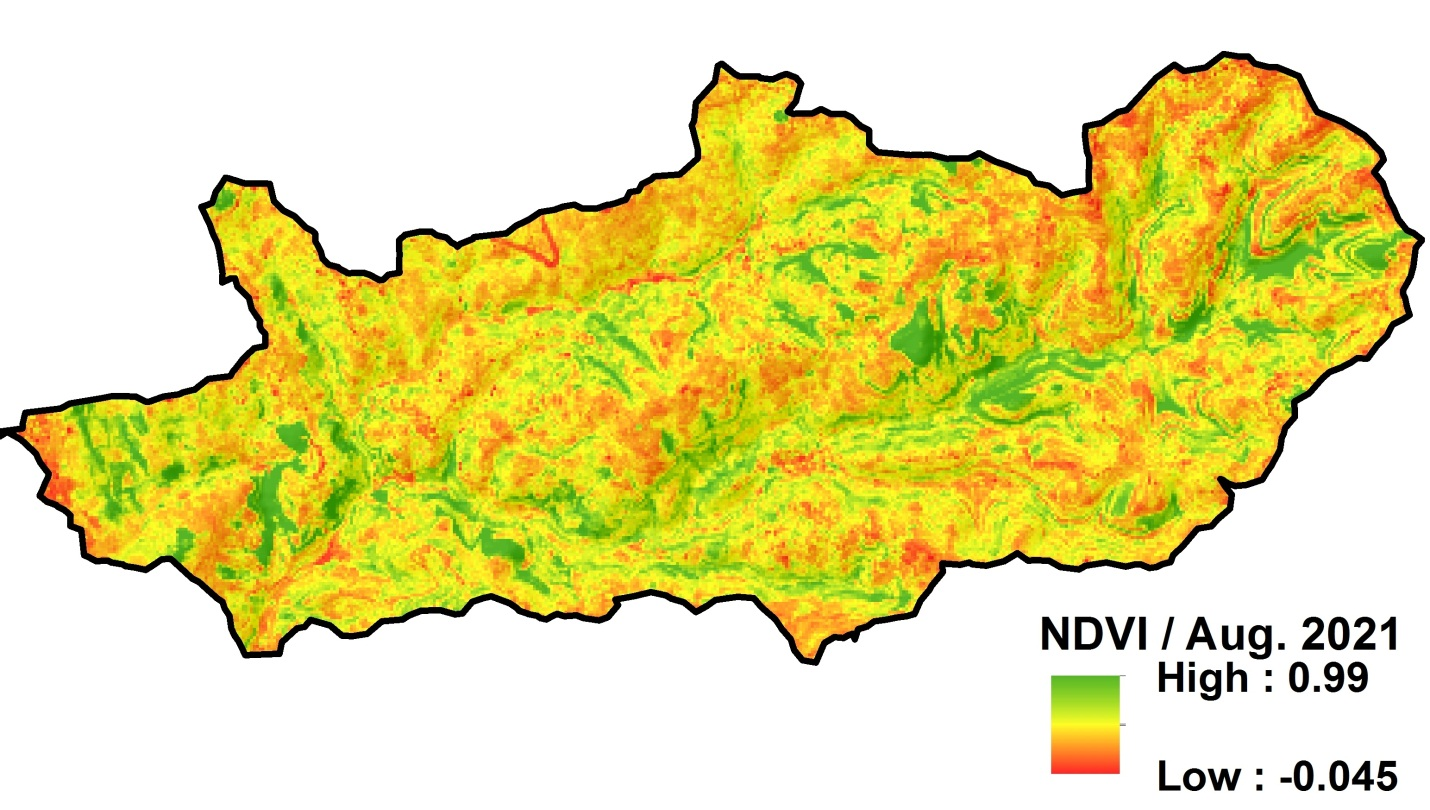 NDVI / Aug. 2021
High : 0.99
Low : -0.045